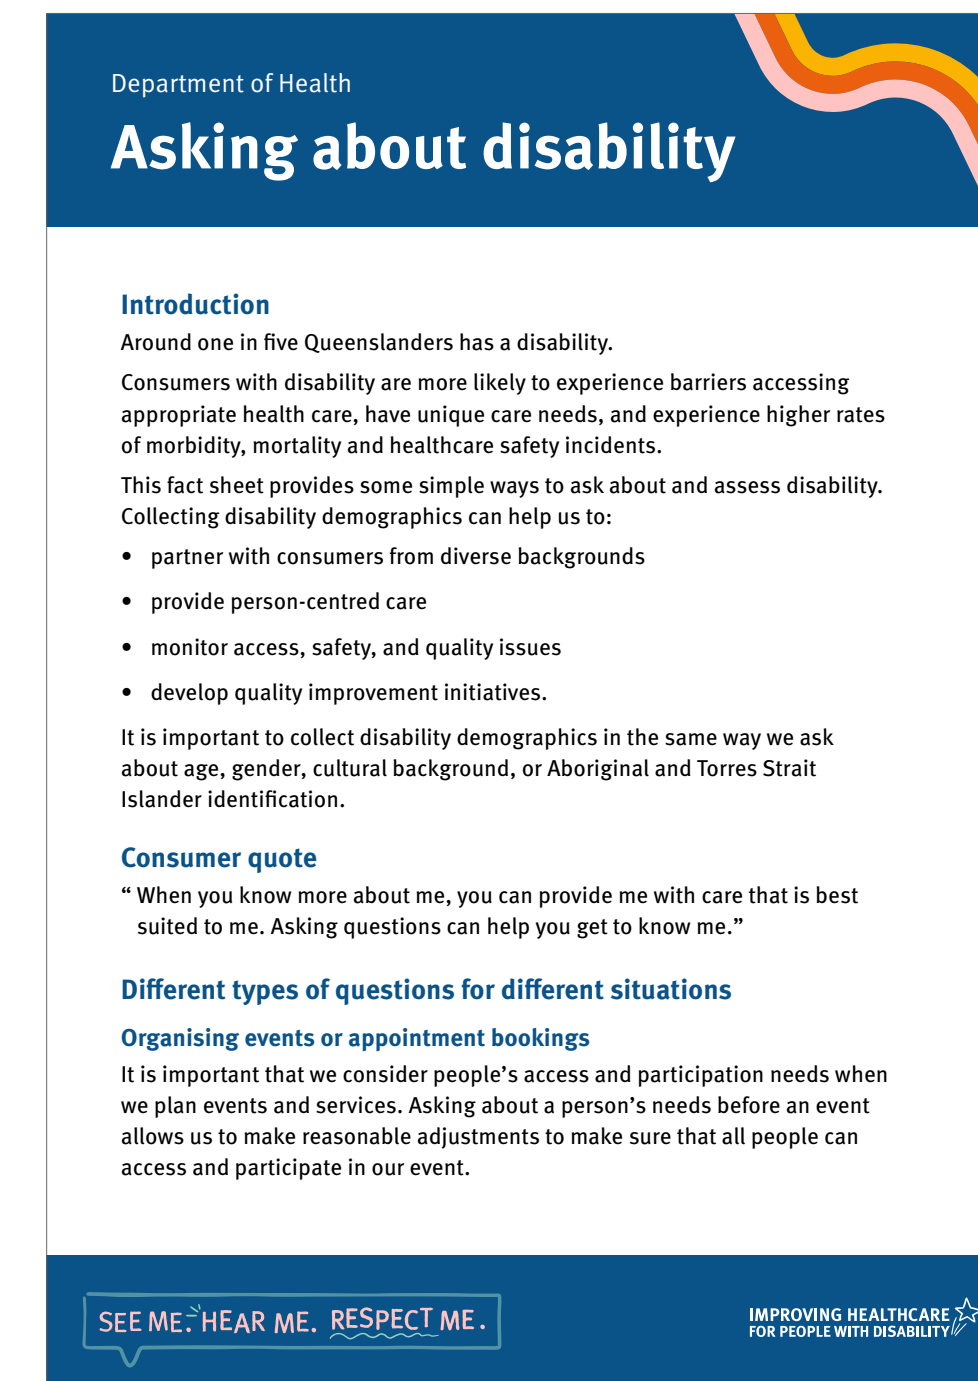 Department of Health
Asking about disability
Introduction
Around one in five Queenslanders has a disability.
Consumers with disability are more likely to experience barriers accessing
appropriate health care, have unique care needs, and experience higher rates
of morbidity, mortality and healthcare safety incidents.
This fact sheet provides some simple ways to ask about and assess disability.
Collecting disability demographics can help us to:
• partner with consumers from diverse backgrounds
• provide person-centred care
• monitor access, safety, and quality issues
• develop quality improvement initiatives.
It is important to collect disability demographics in the same way we ask
about age, gender, cultural background, or Aboriginal and Torres Strait
Islander identification.
Consumer quote
“ When you know more about me, you can provide me with care that is best
suited to me. Asking questions can help you get to know me.”
Different types of questions for different situations
Organising events or appointment bookings
It is important that we consider people’s access and participation needs when
we plan events and services. Asking about a person’s needs before an event
allows us to make reasonable adjustments to make sure that all people can
access and participate in our event.
SEE ME. HEAR ME. RESPECT ME.
IMPROVING HEALTHCARE
FOR PEOPLE WITH DISABILITY